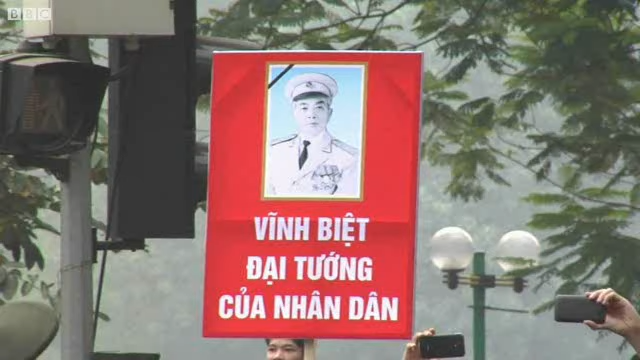 BBC
VĨNH BIỆT
ĐẠI TƯỚNG
CỦA NHÂN DÂN